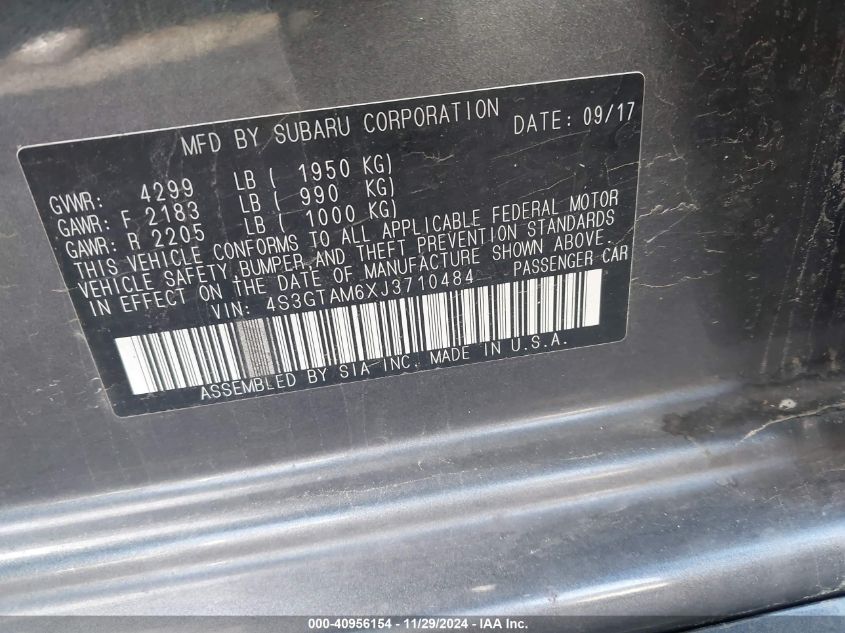 MFD BY SUBARU CORPORATION DATE: 09/17
GVWR: 4299 LB ( 1950 KG)
GAWR: F 2183 LB ( 990 KG)
GAWR: R 2205 LB ( 1000 KG)
THIS VEHICLE CONFORMS TO ALL APPLICABLE FEDERAL MOTOR
VEHICLE SAFETY, BUMPER, AND THEFT PREVENTION STANDARDS
IN EFFECT ON THE DATE OF MANUFACTURE SHOWN ABOVE.
VIN: 4S3GTAM6XJ3710484 PASSENGER CAR
ASSEMBLED BY SIA INC. MADE IN U.S.A.
000-40956154 - 11/29/2024 - IAA Inc.